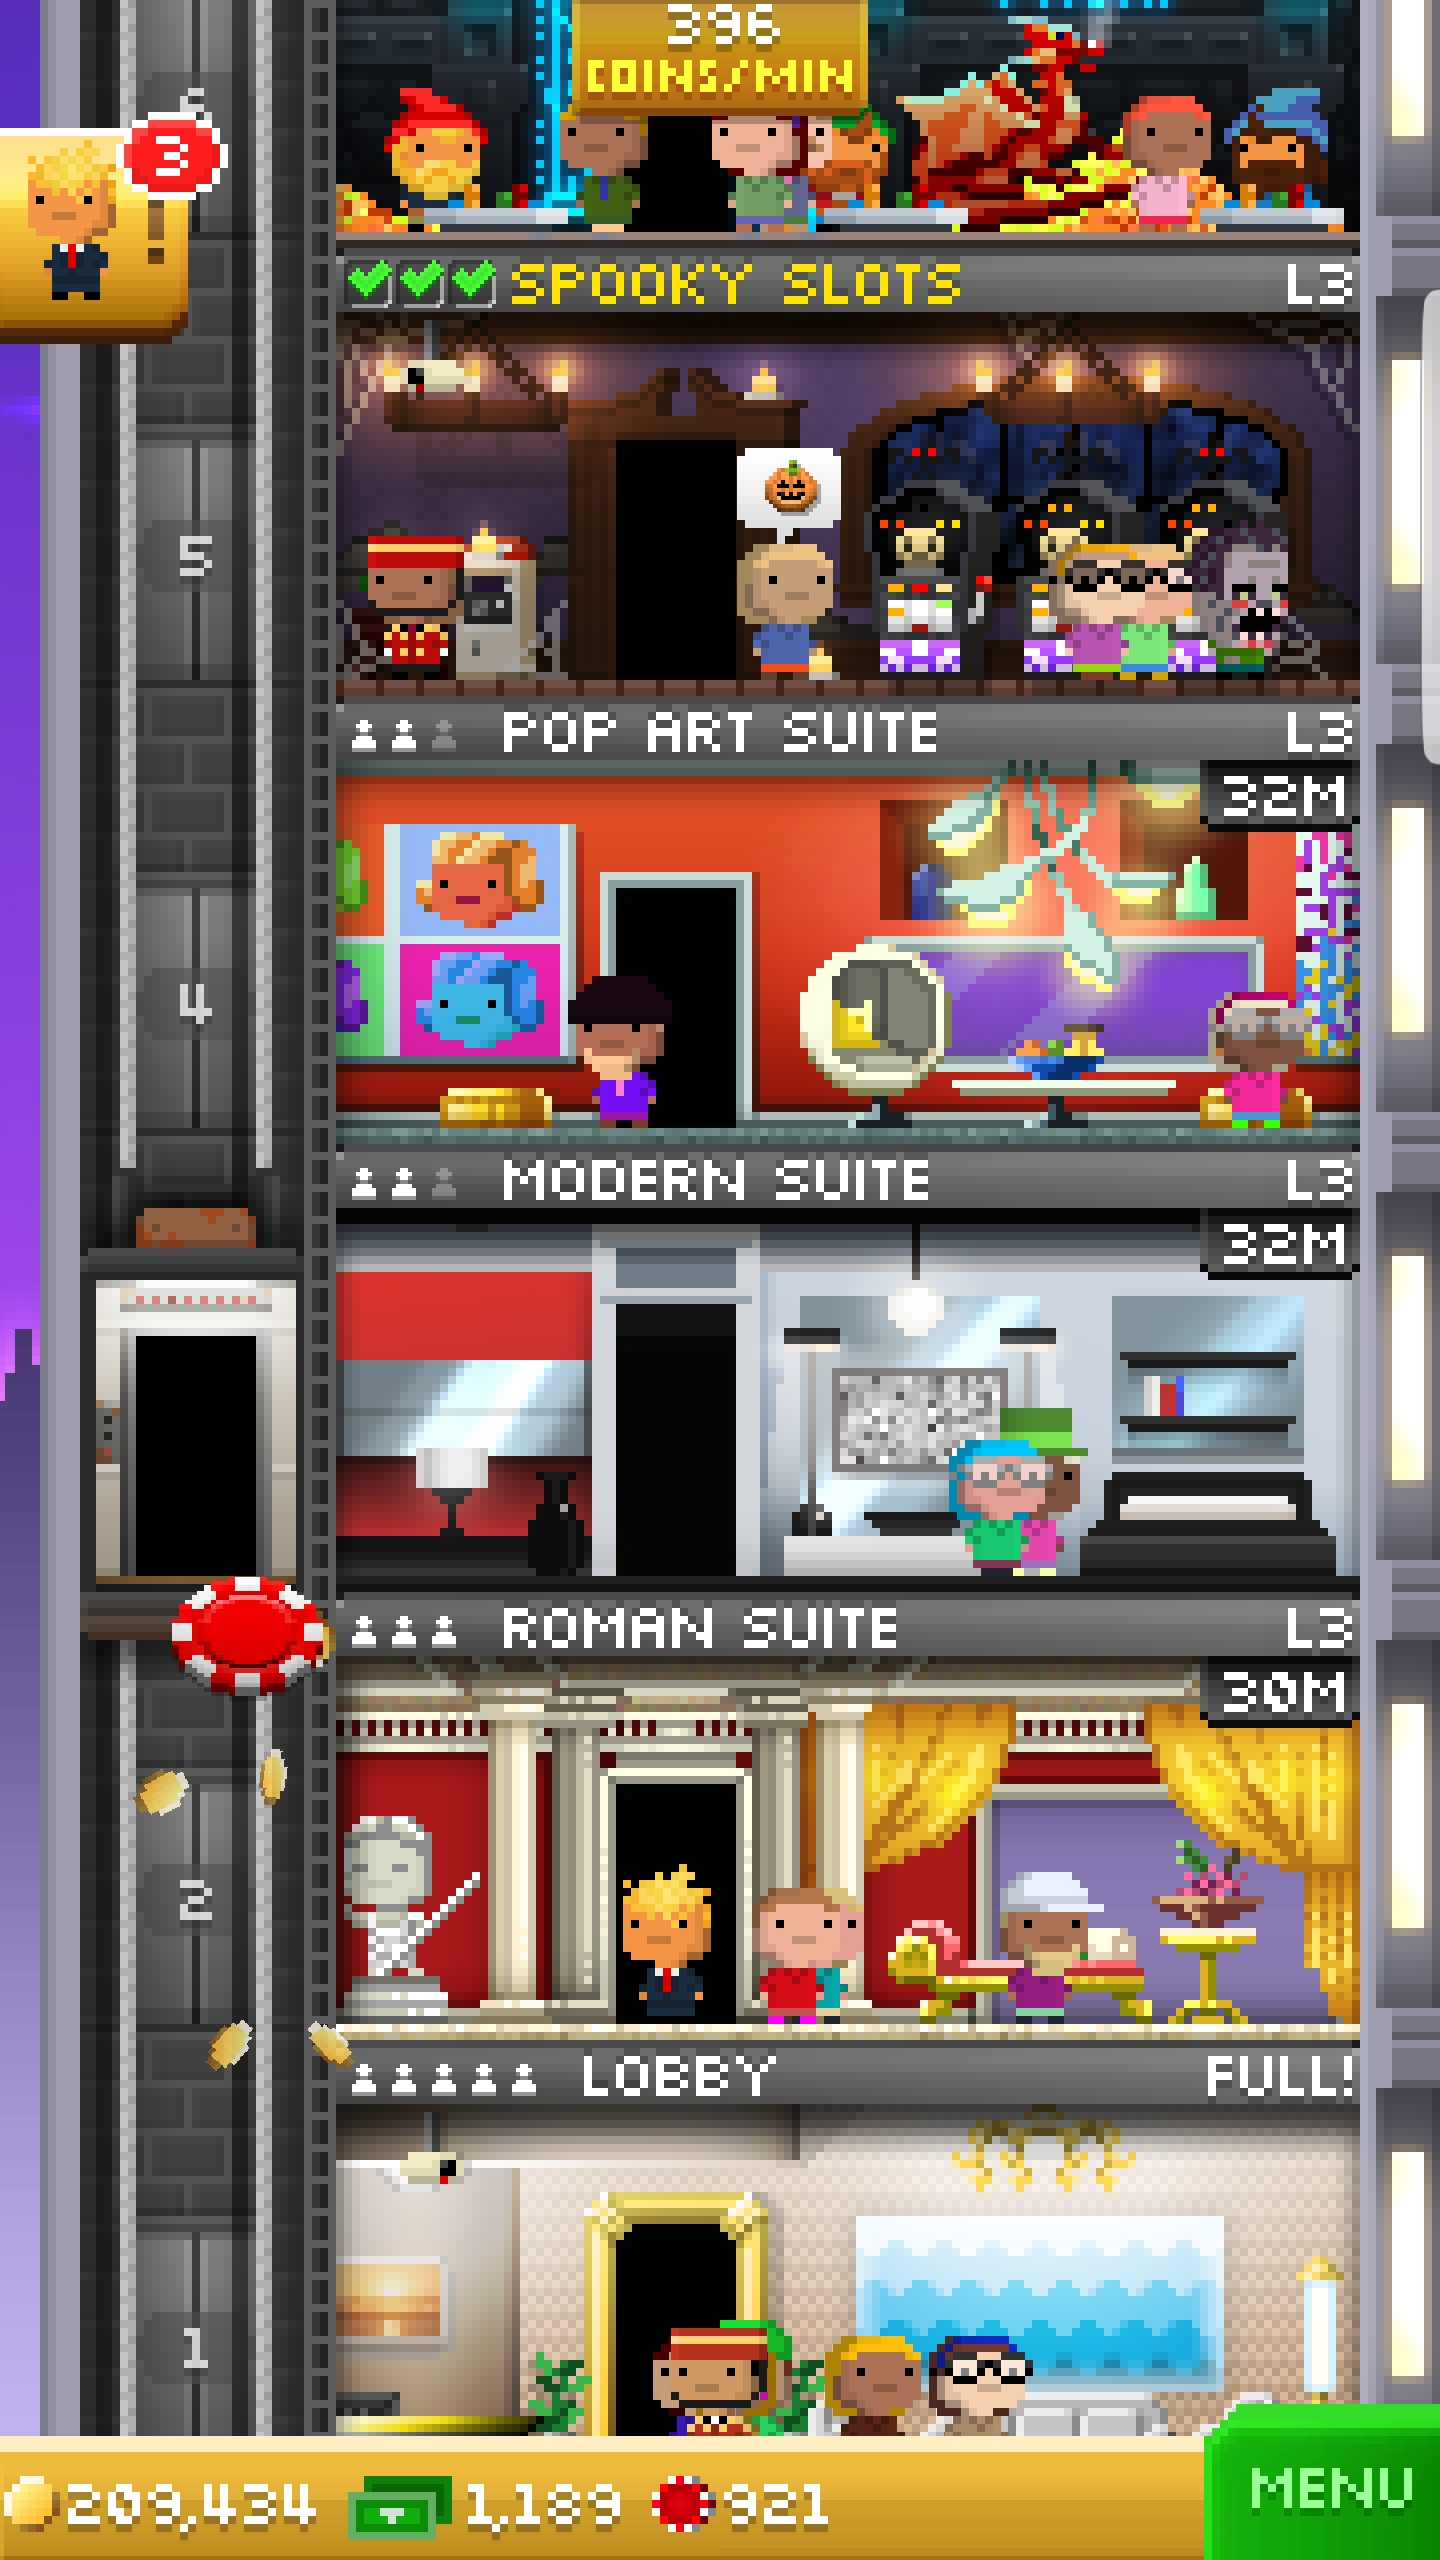 396
COINS/MIN
3
SPOOKY SLOTS L3
5
POP ART SUITE L3
32M
4
MODERN SUITE L3
32M
ROMAN SUITE L3
30M
2
LOBBY FULL!
1
209,434 1,189 921
MENU